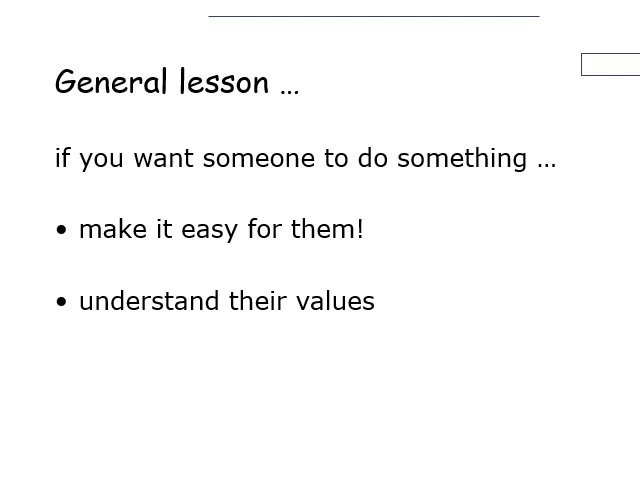 General lesson …
if you want someone to do something …
• make it easy for them!
• understand their values